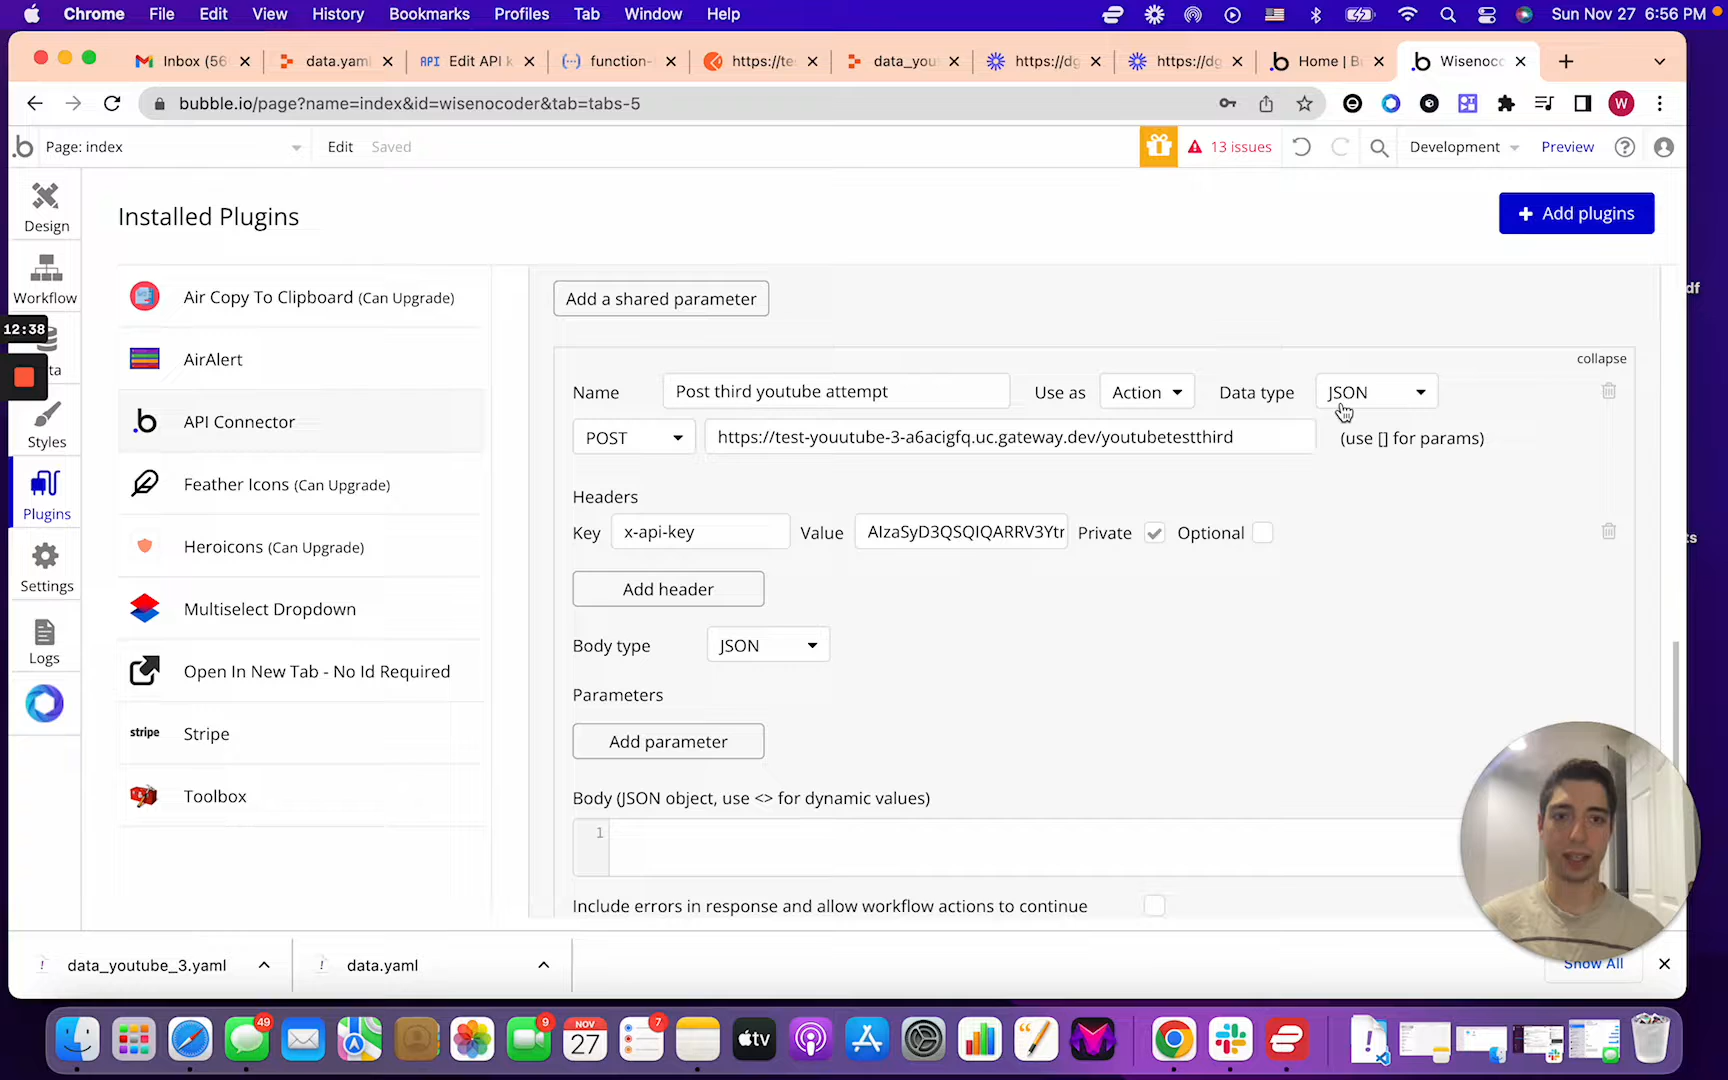 Chrome File Edit View History Bookmarks Profiles Tab Window Help Sun Nov 27 6:56 PM
Inbox (56 data.yaml API Edit API k function- https://te: data_you https://dg https://dg Home | B Wisenoco
bubble.io/page?name=index&id=wisenocoder&tab=tabs-5 W
Page: index Edit Saved 13 issues Development Preview
Design
Workflow
12:38
ta
Styles
Plugins
Settings
Logs
Installed Plugins
+ Add plugins
Air Copy To Clipboard (Can Upgrade)
AirAlert
API Connector
Feather Icons (Can Upgrade)
Heroicons (Can Upgrade)
Multiselect Dropdown
Open In New Tab - No Id Required
stripe Stripe
Toolbox
Add a shared parameter
collapse
Name Post third youtube attempt Use as Action Data type JSON
POST https://test-youutube-3-a6acigfq.uc.gateway.dev/youtubetestthird (use [] for params)
Headers
Key x-api-key Value AIzaSyD3QSQIQARRV3Ytr Private Optional
Add header
Body type JSON
Parameters
Add parameter
Body (JSON object, use <> for dynamic values)
1
Include errors in response and allow workflow actions to continue
df
ts
data_youtube_3.yaml data.yaml Show All
49 9 NOV 27 7 tv